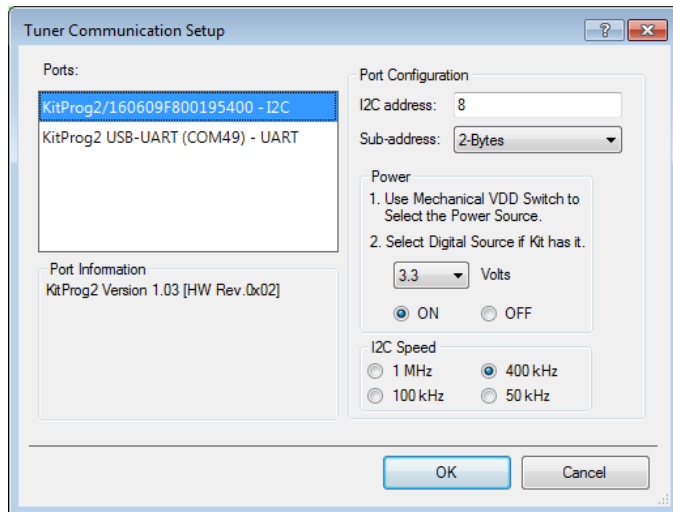 Tuner Communication Setup
Ports:
KitProg2/160609F800195400 - I2C
KitProg2 USB-UART (COM49) - UART
Port Information
KitProg2 Version 1.03 [HW Rev.0x02]
Port Configuration
I2C address: 8
Sub-address: 2-Bytes
Power
1. Use Mechanical VDD Switch to
Select the Power Source.
2. Select Digital Source if Kit has it.
3.3 Volts
ON OFF
I2C Speed
1 MHz 400 kHz
100 kHz 50 kHz
OK Cancel